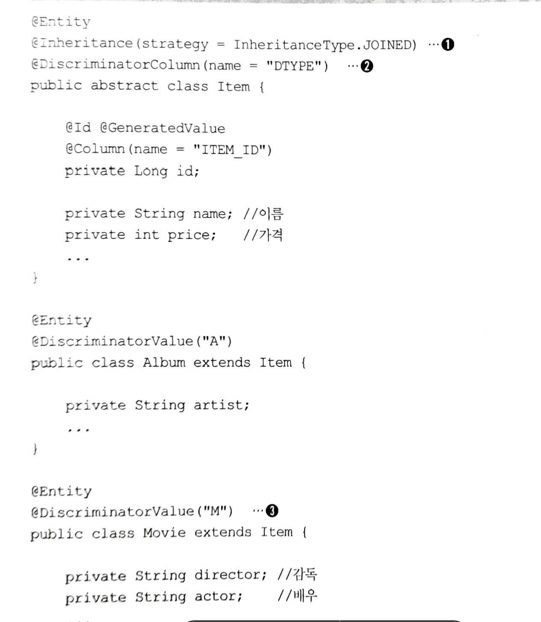 @Entity
@Inheritance(strategy = InheritanceType.JOINED) …❶
@DiscriminatorColumn(name = "DTYPE") …❷
public abstract class Item {
@Id @GeneratedValue
@Column(name = "ITEM_ID")
private Long id;
private String name; //이름
private int price; //가격
...
}
@Entity
@DiscriminatorValue("A")
public class Album extends Item {
private String artist;
...
}
@Entity
@DiscriminatorValue("M") …❸
public class Movie extends Item {
private String director; //감독
private String actor; //배우